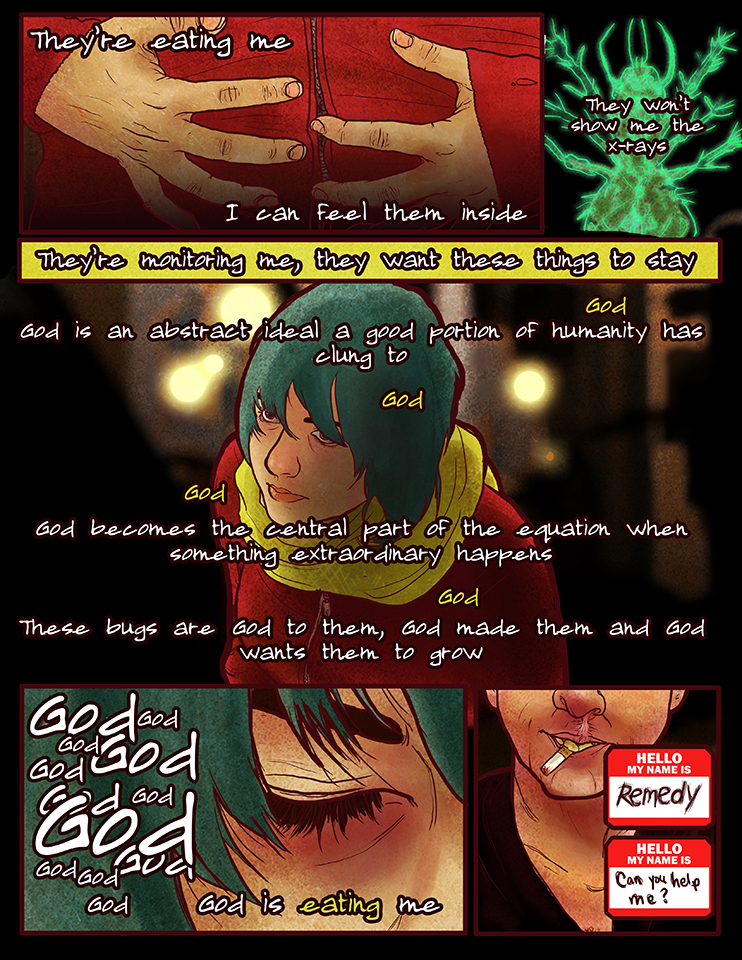 They're eating me
I can feel them inside
They won't
show me the
x-rays
They're monitoring me, they want these things to stay
God
God is an abstract ideal a good portion of humanity has
clung to
God
God
God becomes the central part of the equation when
something extraordinary happens
God
These bugs are God to them, God made them and God
wants them to grow
God
God
God
God
God
God
God
God
God
God
God
God
God is eating me
HELLO
MY NAME IS
Remedy
HELLO
MY NAME IS
Can you help
me?